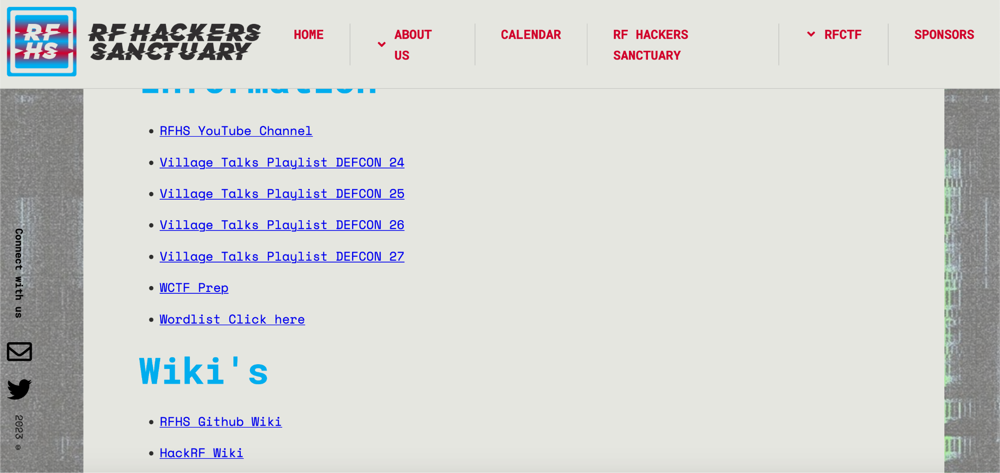 RF
HS
RF HACKERS
SANCTUARY
HOME
ABOUT
US
CALENDAR
RF HACKERS
SANCTUARY
RFCTF
SPONSORS
Information
RFHS YouTube Channel
Village Talks Playlist DEFCON 24
Village Talks Playlist DEFCON 25
Village Talks Playlist DEFCON 26
Village Talks Playlist DEFCON 27
WCTF Prep
Wordlist Click here
Wiki's
RFHS Github Wiki
HackRF Wiki
Connect with us
2023 ©